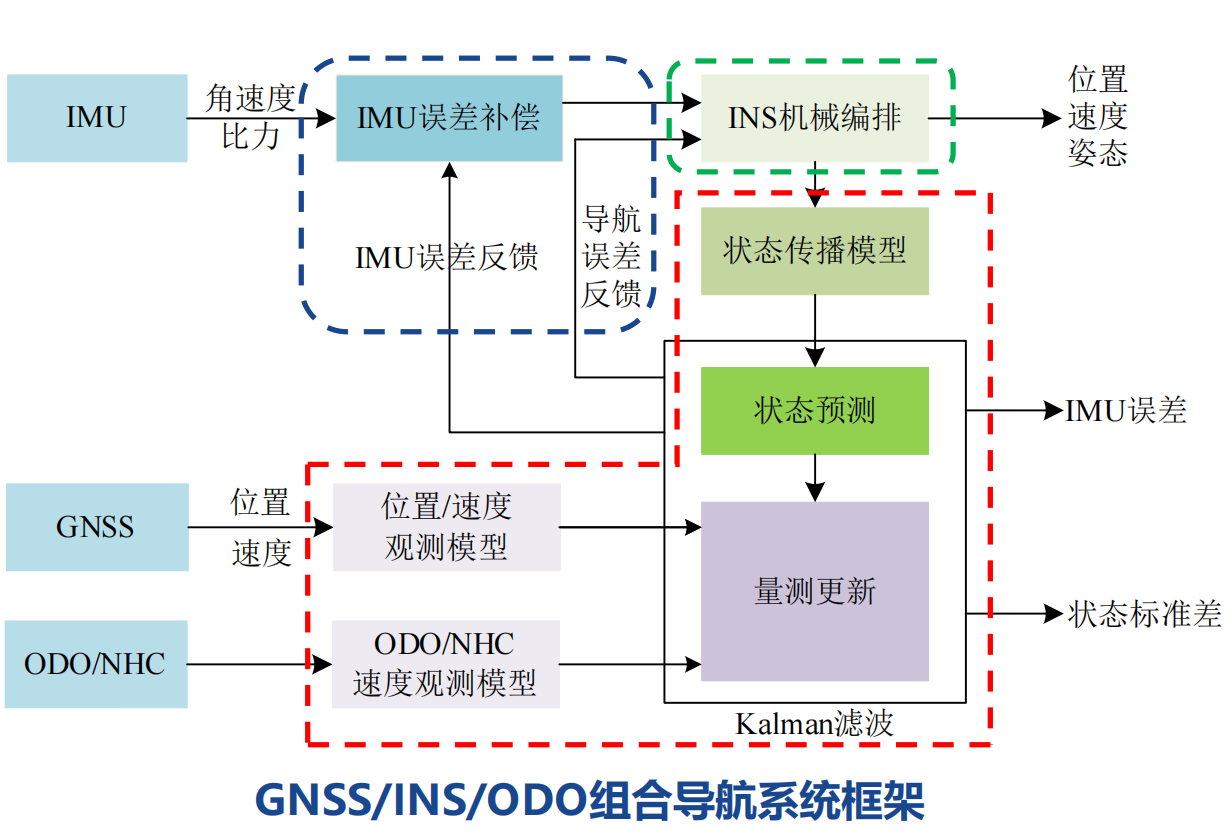 IMU
角速度
比力
IMU误差补偿
INS机械编排
位置
速度
姿态
IMU误差反馈
导航
误差
反馈
状态传播模型
状态预测
IMU误差
GNSS
位置
速度
位置/速度
观测模型
量测更新
状态标准差
ODO/NHC
ODO/NHC
速度观测模型
Kalman滤波
GNSS/INS/ODO组合导航系统框架